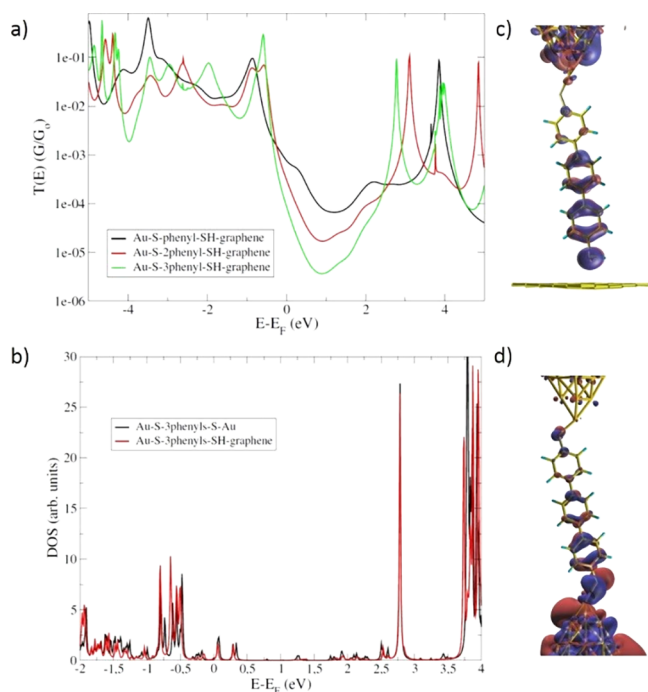 a)
T(E) (G/G₀)
1e-01
1e-02
1e-03
1e-04
1e-05
1e-06
Au-S-phenyl-SH-graphene
Au-S-2phenyl-SH-graphene
Au-S-3phenyl-SH-graphene
-4 -2 0 2 4
E-E_F (eV)
b)
DOS (arb. units)
30
25
20
15
10
5
0
Au-S-3phenyls-S-Au
Au-S-3phenyls-SH-graphene
-2 -1.5 -1 -0.5 0 0.5 1 1.5 2 2.5 3 3.5 4
E-E_F (eV)
c)
d)